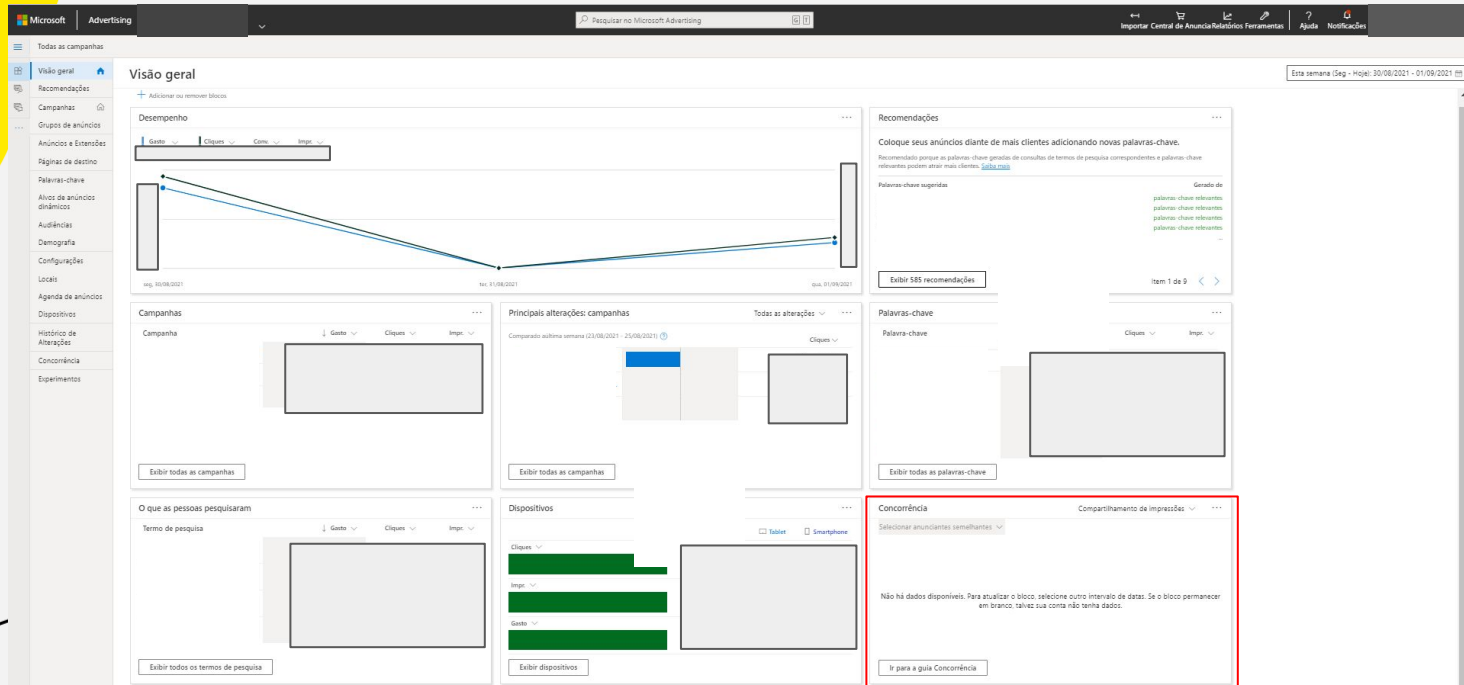 Microsoft
Advertising
Pesquisar no Microsoft Advertising
Importar
Central de Anuncia
Relatórios
Ferramentas
Ajuda
Notificações
Todas as campanhas
Visão geral
Recomendações
Campanhas
Grupos de anúncios
Anúncios e Extensões
Páginas de destino
Palavras-chave
Alvos de anúncios
dinâmicos
Audiências
Demografia
Configurações
Locais
Agenda de anúncios
Dispositivos
Histórico de
Alterações
Concorrência
Experimentos
Visão geral
Esta semana (Seg - Hoje): 30/08/2021 - 01/09/2021
Adicionar ou remover blocos
Desempenho
Gasto Cliques Conv. Impr.
seg, 30/08/2021 ter, 31/08/2021 qua, 01/09/2021
Recomendações
Coloque seus anúncios diante de mais clientes adicionando novas palavras-chave.
Recomendado porque as palavras-chave geradas de consultas de termos de pesquisa correspondentes e palavras-chave
relevantes podem atrair mais clientes. Saiba mais
Palavras-chave sugeridas Gerado de
palavras-chave relevantes
palavras-chave relevantes
palavras-chave relevantes
palavras-chave relevantes
...
Exibir 585 recomendações
Item 1 de 9
Campanhas
Campanha Gasto Cliques Impr.
Exibir todas as campanhas
Principais alterações: campanhas Todas as alterações
Comparado aúltima semana (23/08/2021 - 25/08/2021)
Cliques
Exibir todas as campanhas
Palavras-chave
Palavra-chave Cliques Impr.
Exibir todas as palavras-chave
O que as pessoas pesquisaram
Termo de pesquisa Gasto Cliques Impr.
Exibir todos os termos de pesquisa
Dispositivos
Tablet Smartphone
Cliques
Impr.
Gasto
Exibir dispositivos
Concorrência Compartilhamento de impressões
Selecionar anunciantes semelhantes
Não há dados disponíveis. Para atualizar o bloco, selecione outro intervalo de datas. Se o bloco permanecer
em branco, talvez sua conta não tenha dados.
Ir para a guia Concorrência